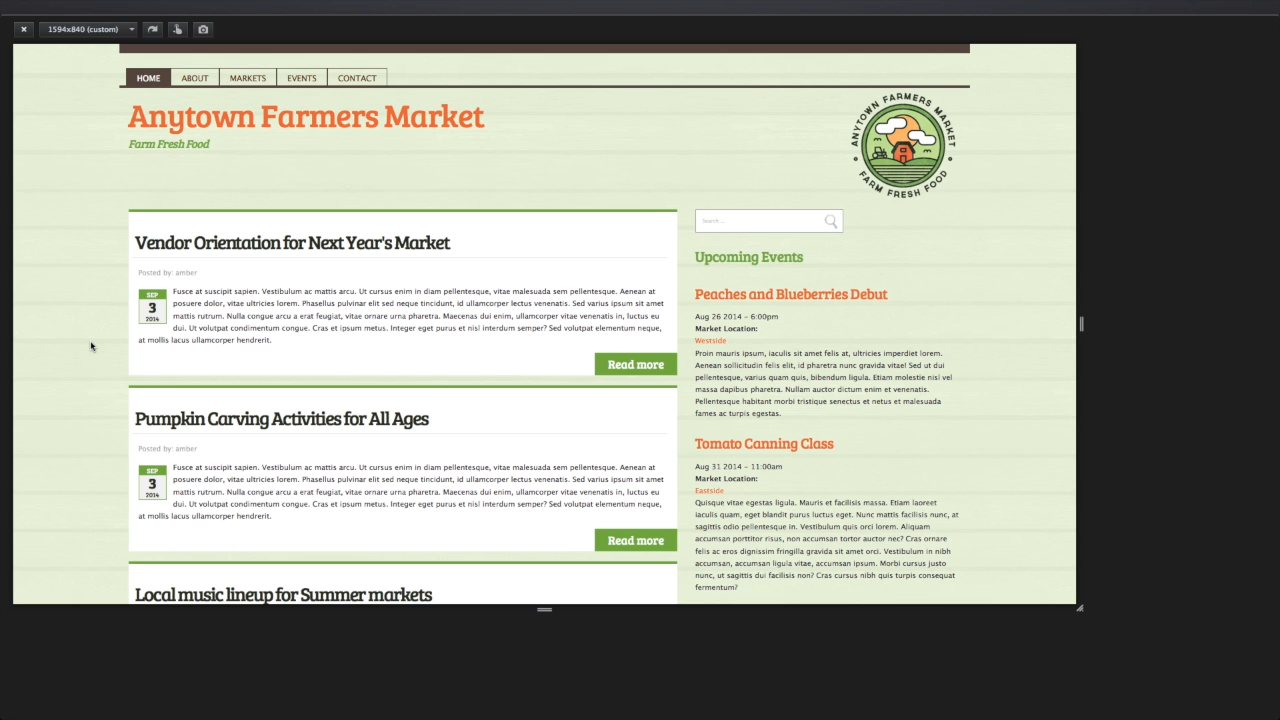 1594x840 (custom)
HOME ABOUT MARKETS EVENTS CONTACT
Anytown Farmers Market
Farm Fresh Food
ANYTOWN FARMERS MARKET
FARM FRESH FOOD
Vendor Orientation for Next Year's Market
Posted by: amber
SEP
3
2014
Fusce at suscipit sapien. Vestibulum ac mattis arcu. Ut cursus enim in diam pellentesque, vitae malesuada sem pellentesque. Aenean at
posuere dolor, vitae ultricies lorem. Phasellus pulvinar elit sed neque tincidunt, id ullamcorper lectus venenatis. Sed varius ipsum sit amet
mattis rutrum. Nulla congue arcu a erat feugiat, vitae ornare urna pharetra. Maecenas dui enim, ullamcorper vitae venenatis in, luctus eu
dui. Ut volutpat condimentum congue. Cras et ipsum metus. Integer eget purus et nisl interdum semper? Sed volutpat elementum neque,
at mollis lacus ullamcorper hendrerit.
Read more
Pumpkin Carving Activities for All Ages
Posted by: amber
SEP
3
2014
Fusce at suscipit sapien. Vestibulum ac mattis arcu. Ut cursus enim in diam pellentesque, vitae malesuada sem pellentesque. Aenean at
posuere dolor, vitae ultricies lorem. Phasellus pulvinar elit sed neque tincidunt, id ullamcorper lectus venenatis. Sed varius ipsum sit amet
mattis rutrum. Nulla congue arcu a erat feugiat, vitae ornare urna pharetra. Maecenas dui enim, ullamcorper vitae venenatis in, luctus eu
dui. Ut volutpat condimentum congue. Cras et ipsum metus. Integer eget purus et nisl interdum semper? Sed volutpat elementum neque,
at mollis lacus ullamcorper hendrerit.
Read more
Local music lineup for Summer markets
Search ...
Upcoming Events
Peaches and Blueberries Debut
Aug 26 2014 - 6:00pm
Market Location:
Westside
Proin mauris ipsum, iaculis sit amet felis at, ultricies imperdiet lorem.
Aenean sollicitudin felis elit, id pharetra nunc gravida vitae! Sed ut dui
pellentesque, varius quam quis, bibendum ligula. Etiam molestie nisl vel
massa dapibus pharetra. Nullam auctor dictum enim et venenatis.
Pellentesque habitant morbi tristique senectus et netus et malesuada
fames ac turpis egestas.
Tomato Canning Class
Aug 31 2014 - 11:00am
Market Location:
Eastside
Quisque vitae egestas ligula. Mauris et facilisis massa. Etiam laoreet
iaculis quam, eget blandit purus luctus eget. Nunc mattis facilisis nunc, at
sagittis odio pellentesque in. Vestibulum quis orci lorem. Aliquam
accumsan porttitor risus, non accumsan tortor auctor nec? Cras ornare
felis ac eros dignissim fringilla gravida sit amet orci. Vestibulum in nibh
accumsan, accumsan ligula vitae, accumsan ipsum. Morbi cursus justo
nunc, ut sagittis dui facilisis non? Cras cursus nibh quis turpis consequat
fermentum?